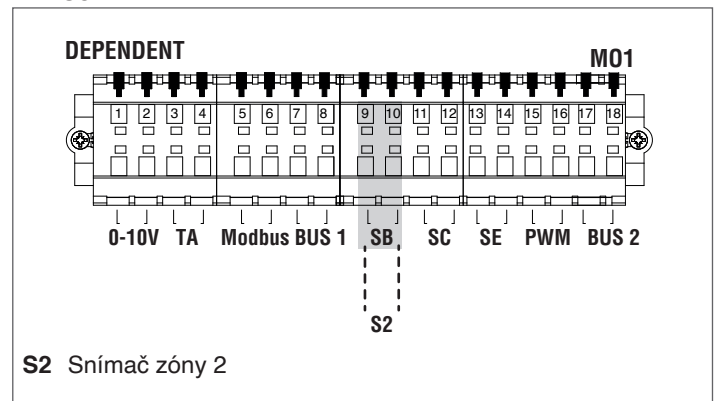 DEPENDENT M01
1 2 3 4 5 6 7 8 9 10 11 12 13 14 15 16 17 18
0-10V TA Modbus BUS 1 SB SC SE PWM BUS 2
S2
S2 Snímač zóny 2